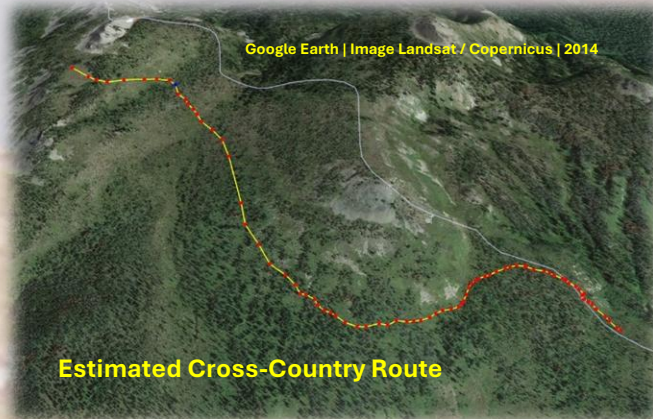 Google Earth | Image Landsat / Copernicus | 2014
Estimated Cross-Country Route